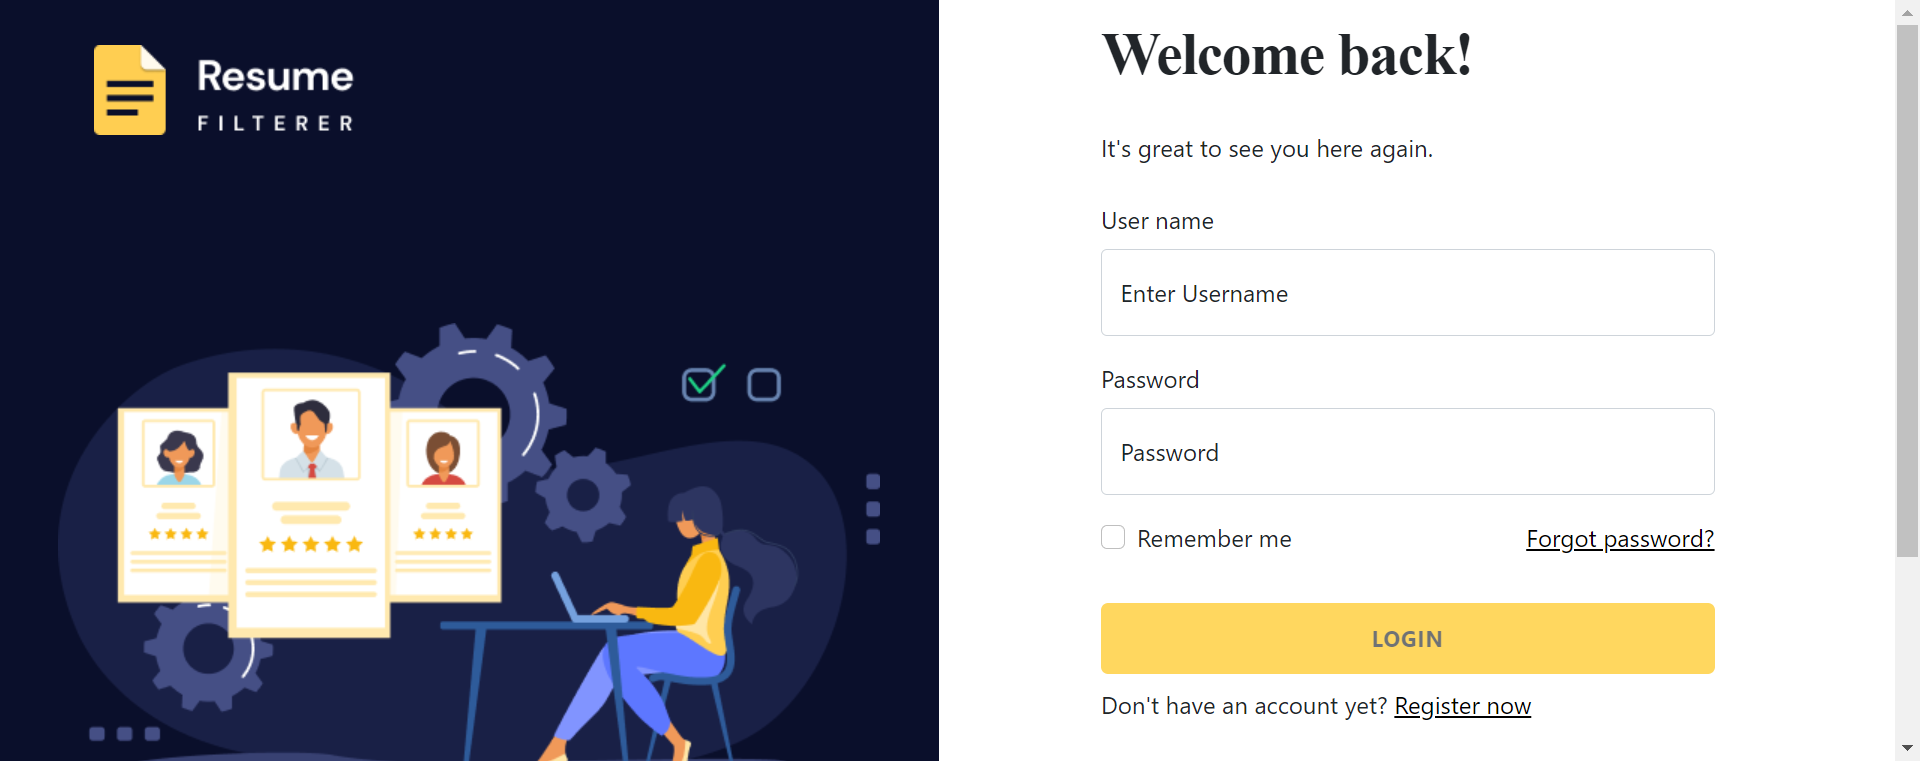 Resume
FILTERER
Welcome back!
It's great to see you here again.
User name
Enter Username
Password
Password
Remember me
Forgot password?
LOGIN
Don't have an account yet? Register now